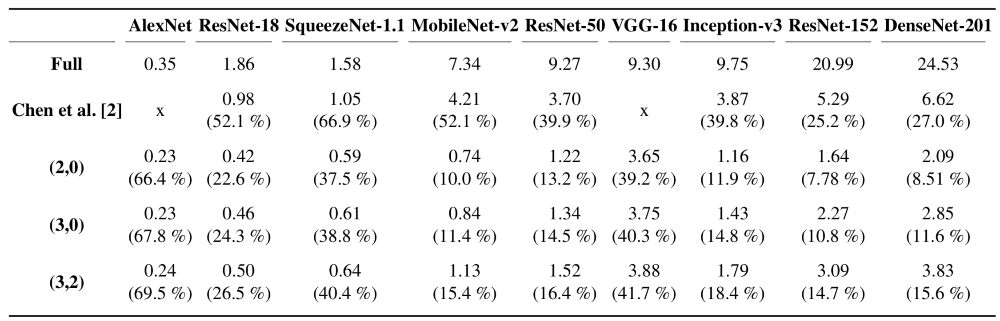 AlexNet ResNet-18 SqueezeNet-1.1 MobileNet-v2 ResNet-50 VGG-16 Inception-v3 ResNet-152 DenseNet-201
Full 0.35 1.86 1.58 7.34 9.27 9.30 9.75 20.99 24.53
0.98 1.05 4.21 3.70 3.87 5.29 6.62
Chen et al. [2] x x
(52.1 %) (66.9 %) (52.1 %) (39.9 %) (39.8 %) (25.2 %) (27.0 %)
0.23 0.42 0.59 0.74 1.22 3.65 1.16 1.64 2.09
(2,0)
(66.4 %) (22.6 %) (37.5 %) (10.0 %) (13.2 %) (39.2 %) (11.9 %) (7.78 %) (8.51 %)
0.23 0.46 0.61 0.84 1.34 3.75 1.43 2.27 2.85
(3,0)
(67.8 %) (24.3 %) (38.8 %) (11.4 %) (14.5 %) (40.3 %) (14.8 %) (10.8 %) (11.6 %)
0.24 0.50 0.64 1.13 1.52 3.88 1.79 3.09 3.83
(3,2)
(69.5 %) (26.5 %) (40.4 %) (15.4 %) (16.4 %) (41.7 %) (18.4 %) (14.7 %) (15.6 %)